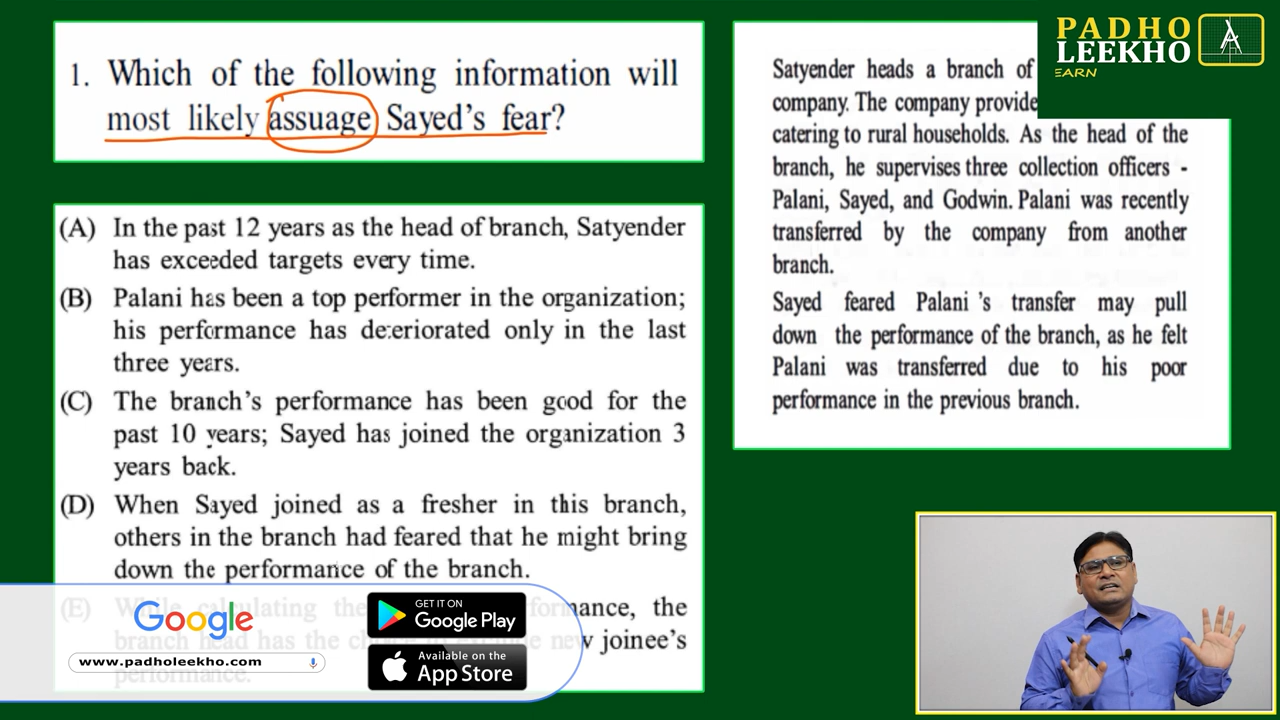 1. Which of the following information will
most likely assuage Sayed's fear?
(A) In the past 12 years as the head of branch, Satyender
has exceeded targets every time.
(B) Palani has been a top performer in the organization;
his performance has deteriorated only in the last
three years.
(C) The branch's performance has been good for the
past 10 years; Sayed has joined the organization 3
years back.
(D) When Sayed joined as a fresher in this branch,
others in the branch had feared that he might bring
down the performance of the branch.
(E) While calculating the
mance, the
branch head has the new joinee's
performance.
Google
www.padholeekho.com
GET IT ON
Google Play
Available on the
App Store
PADHO
LEEKHO
EARN
Satyender heads a branch of
company. The company provide
catering to rural households. As the head of the
branch, he supervises three collection officers -
Palani, Sayed, and Godwin. Palani was recently
transferred by the company from another
branch.
Sayed feared Palani 's transfer may pull
down the performance of the branch, as he felt
Palani was transferred due to his poor
performance in the previous branch.